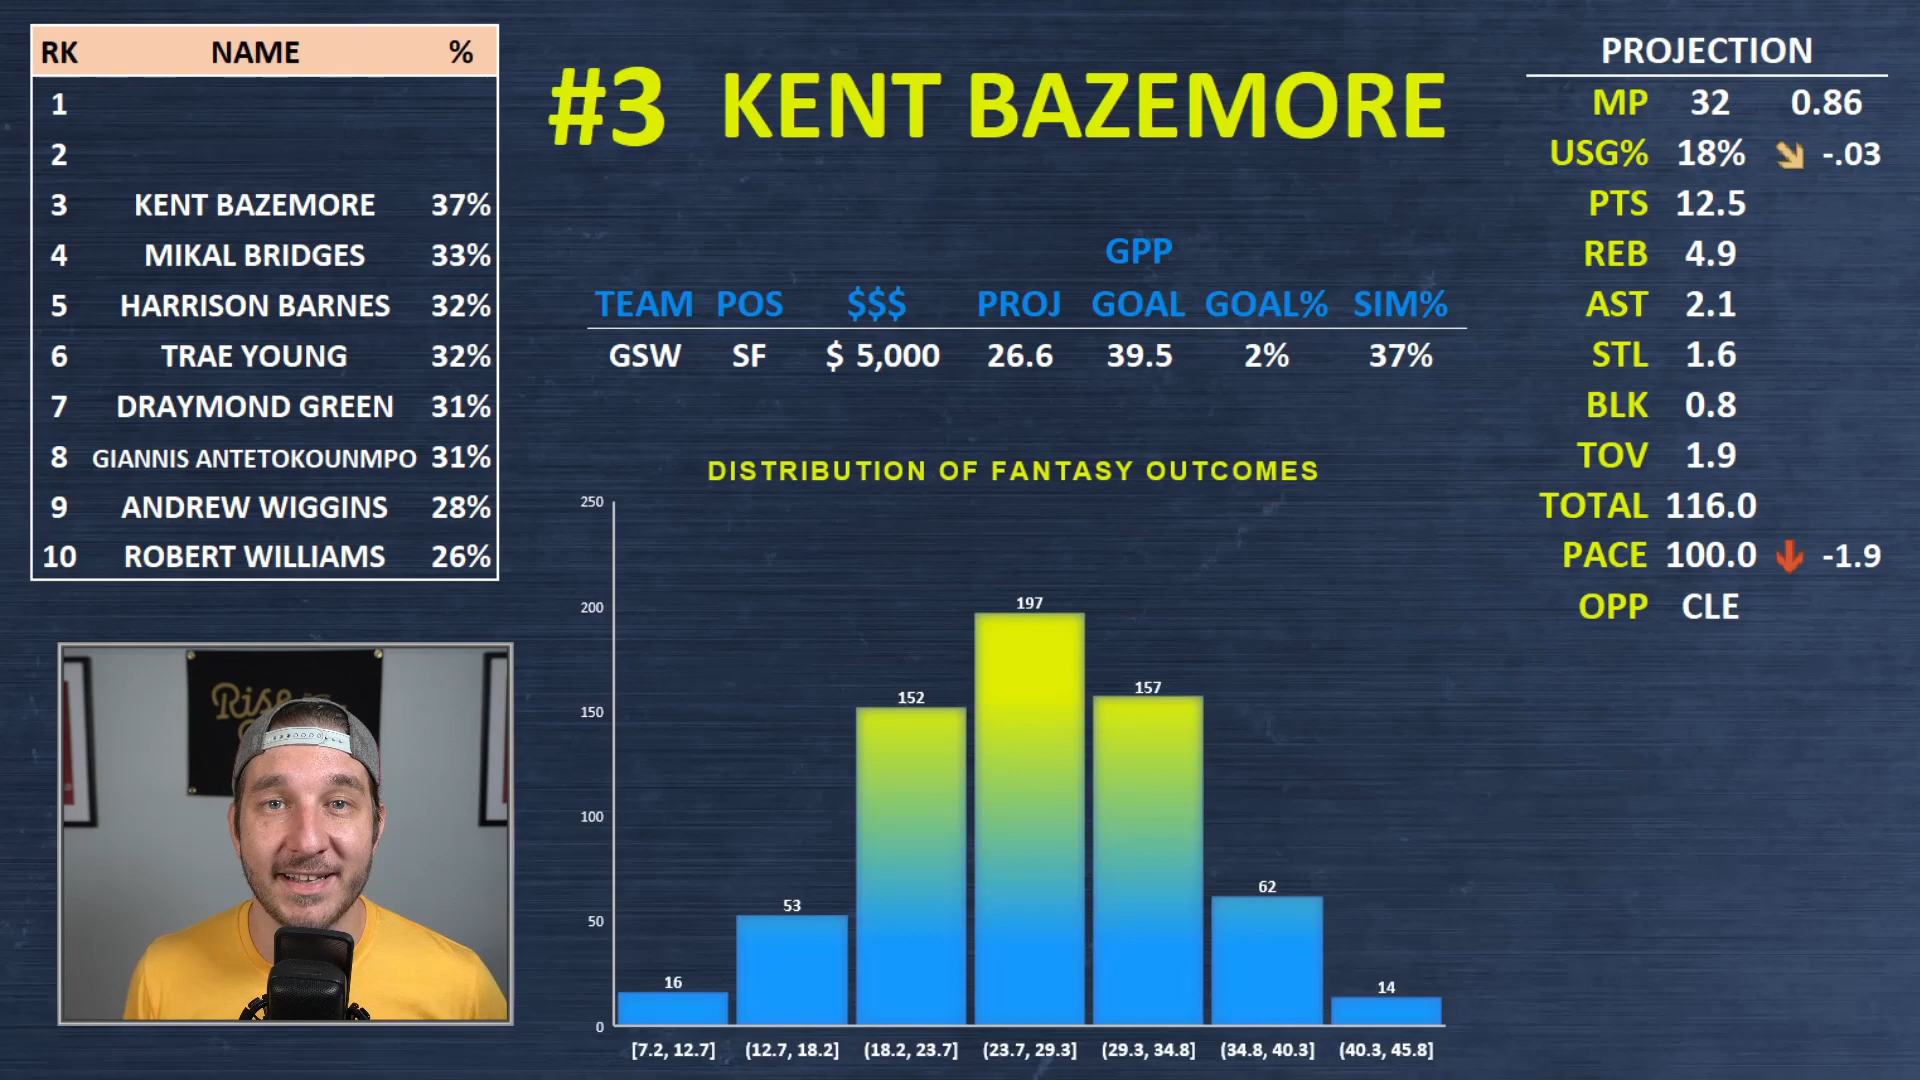 RK NAME %
1
2
3 KENT BAZEMORE 37%
4 MIKAL BRIDGES 33%
5 HARRISON BARNES 32%
6 TRAE YOUNG 32%
7 DRAYMOND GREEN 31%
8 GIANNIS ANTETOKOUNMPO 31%
9 ANDREW WIGGINS 28%
10 ROBERT WILLIAMS 26%
#3 KENT BAZEMORE
GPP
TEAM POS $$$ PROJ GOAL GOAL% SIM%
GSW SF $ 5,000 26.6 39.5 2% 37%
DISTRIBUTION OF FANTASY OUTCOMES
250
200
150
100
50
0
16
53
152
197
157
62
14
[7.2, 12.7] (12.7, 18.2] (18.2, 23.7] (23.7, 29.3] (29.3, 34.8] (34.8, 40.3] (40.3, 45.8]
PROJECTION
MP 32 0.86
USG% 18% -.03
PTS 12.5
REB 4.9
AST 2.1
STL 1.6
BLK 0.8
TOV 1.9
TOTAL 116.0
PACE 100.0 -1.9
OPP CLE
Rise